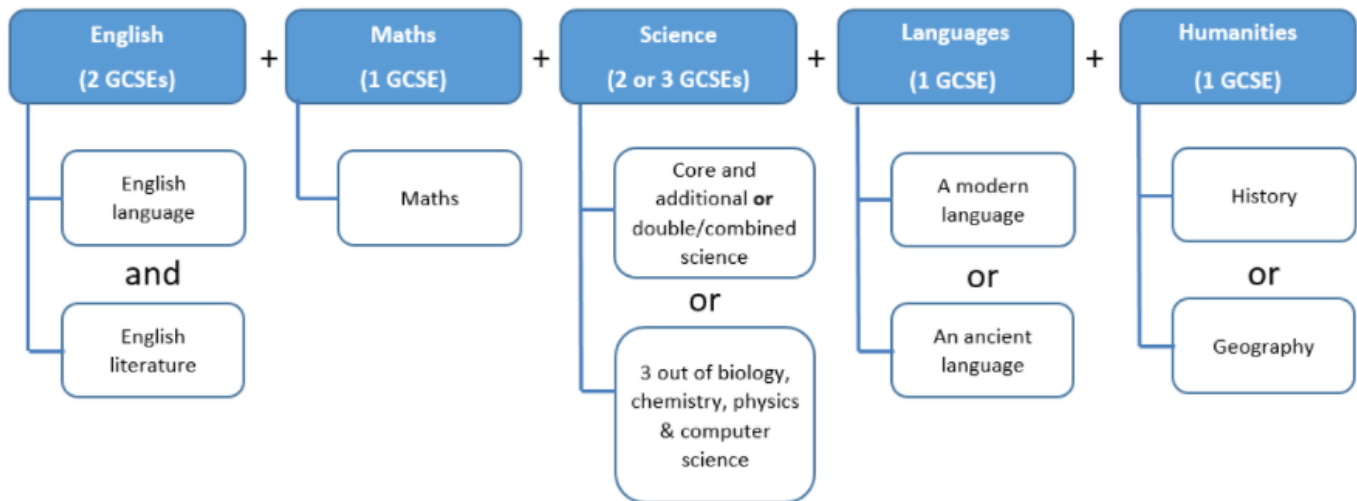 English
(2 GCSEs)
+
Maths
(1 GCSE)
+
Science
(2 or 3 GCSEs)
+
Languages
(1 GCSE)
+
Humanities
(1 GCSE)
English
language
and
English
literature
Maths
Core and
additional or
double/combined
science
or
3 out of biology,
chemistry, physics
& computer
science
A modern
language
or
An ancient
language
History
or
Geography